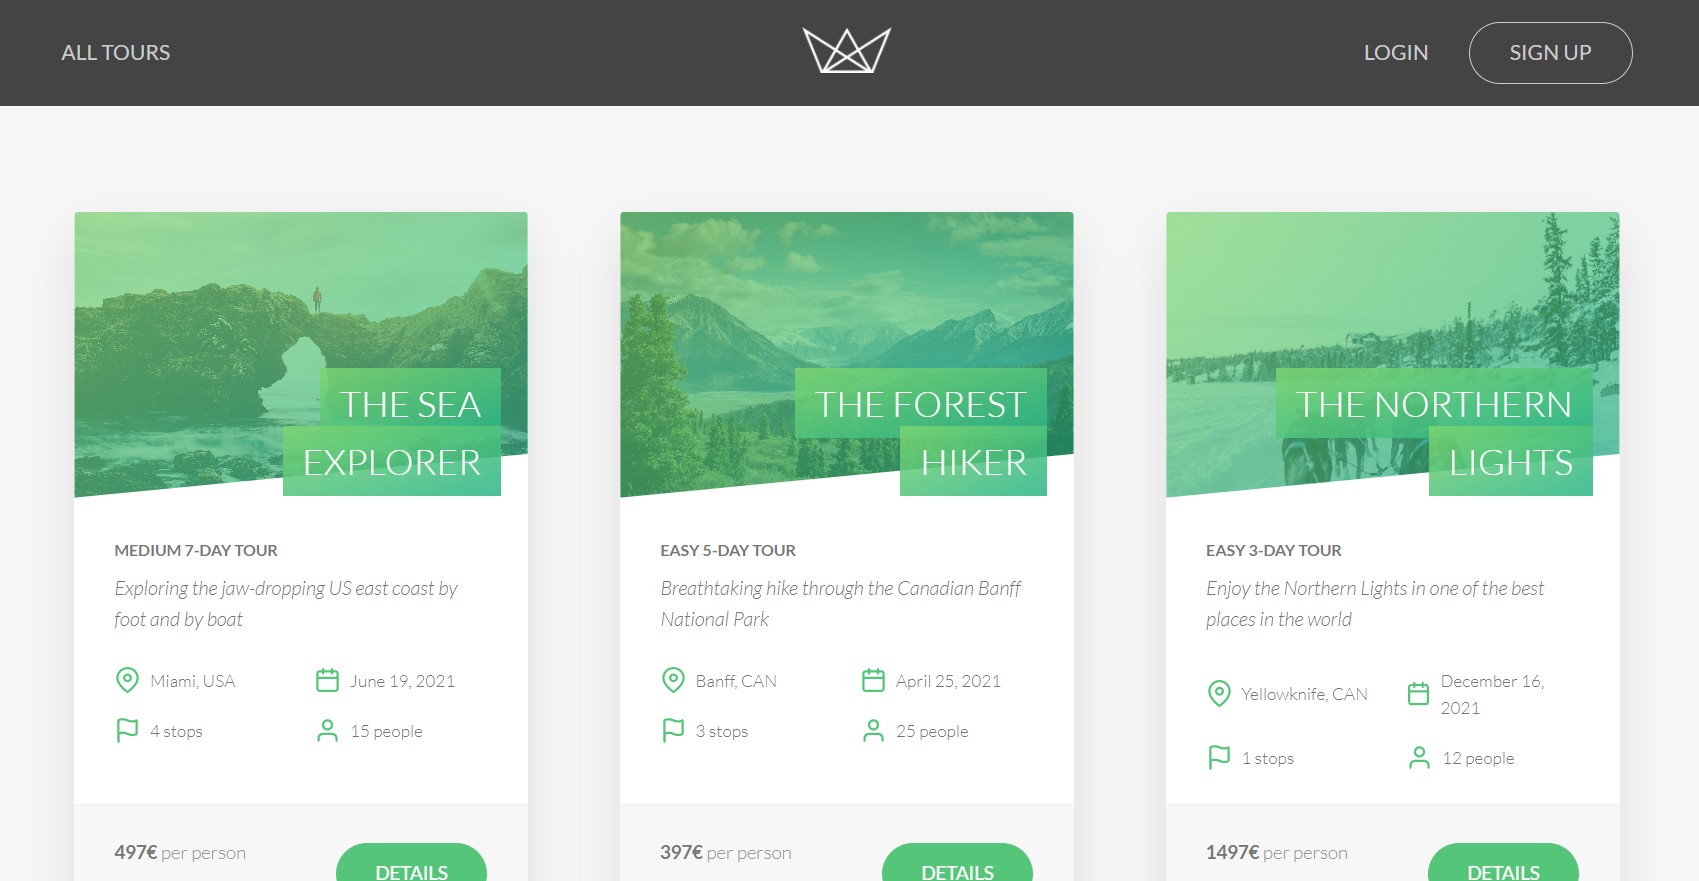 ALL TOURS
LOGIN
SIGN UP
THE SEA
EXPLORER
MEDIUM 7-DAY TOUR
Exploring the jaw-dropping US east coast by
foot and by boat
Miami, USA
June 19, 2021
4 stops
15 people
497€ per person
DETAILS
THE FOREST
HIKER
EASY 5-DAY TOUR
Breathtaking hike through the Canadian Banff
National Park
Banff, CAN
April 25, 2021
3 stops
25 people
397€ per person
DETAILS
THE NORTHERN
LIGHTS
EASY 3-DAY TOUR
Enjoy the Northern Lights in one of the best
places in the world
Yellowknife, CAN
December 16,
2021
1 stops
12 people
1497€ per person
DETAILS